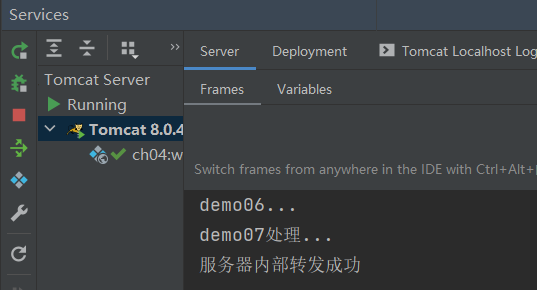 Services
Server Deployment Tomcat Localhost Log
Tomcat Server
Frames Variables
Running
Tomcat 8.0.4
ch04:w
Switch frames from anywhere in the IDE with Ctrl+Alt+
demo06...
demo07处理...
服务器内部转发成功